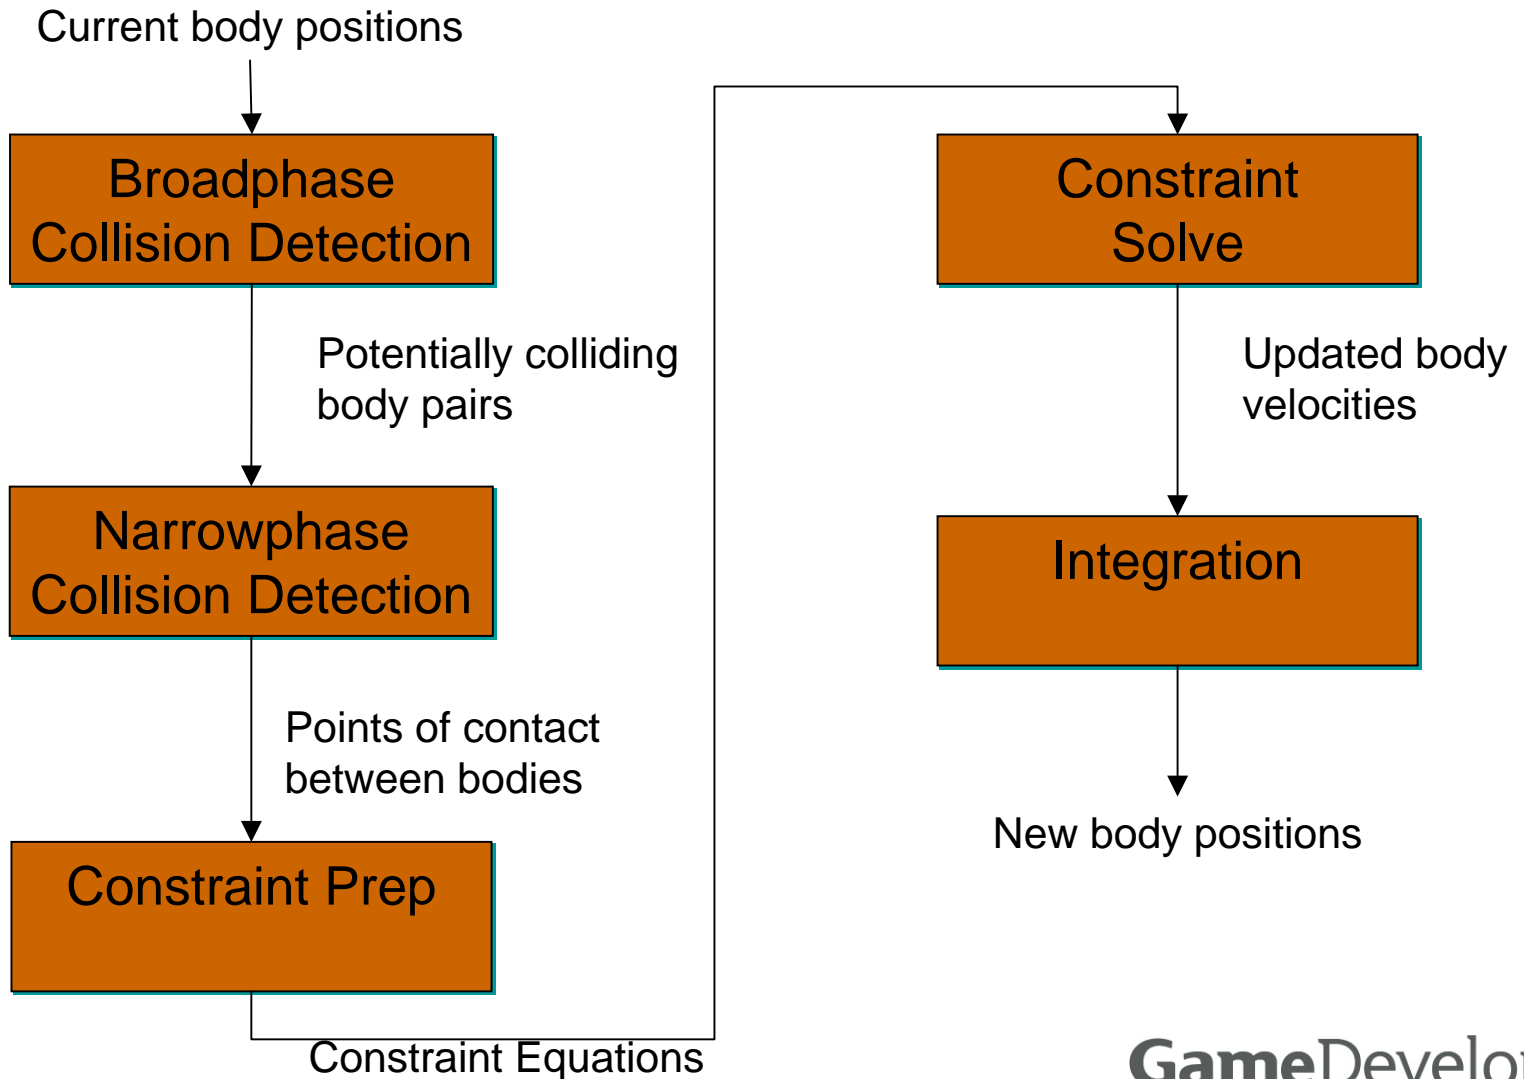 Current body positions
Broadphase
Collision Detection
Potentially colliding
body pairs
Narrowphase
Collision Detection
Points of contact
between bodies
Constraint Prep
Constraint Equations
Constraint
Solve
Updated body
velocities
Integration
New body positions
GameDevelo